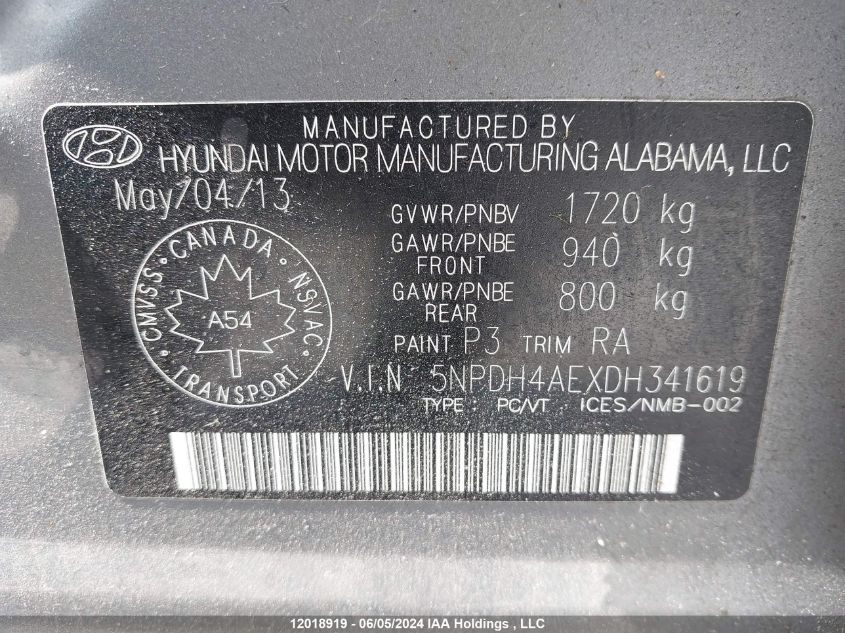 MANUFACTURED BY
HYUNDAI MOTOR MANUFACTURING ALABAMA, LLC
May/04/13
GVWR/PNBV 1720 kg
GAWR/PNBE FRONT 940 kg
GAWR/PNBE REAR 800 kg
PAINT P3 TRIM RA
V.I.N 5NPDH4AEXDH341619
TYPE : PC/VT ICES/NMB-002
CANADA
CMVSS · NSVAC
A54
TRANSPORT
12018919 - 06/05/2024 IAA Holdings , LLC